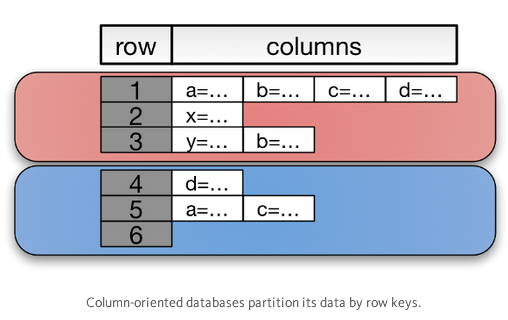 row columns
1 a=... b=... c=... d=...
2 x=...
3 y=... b=...
4 d=...
5 a=... c=...
6
Column-oriented databases partition its data by row keys.